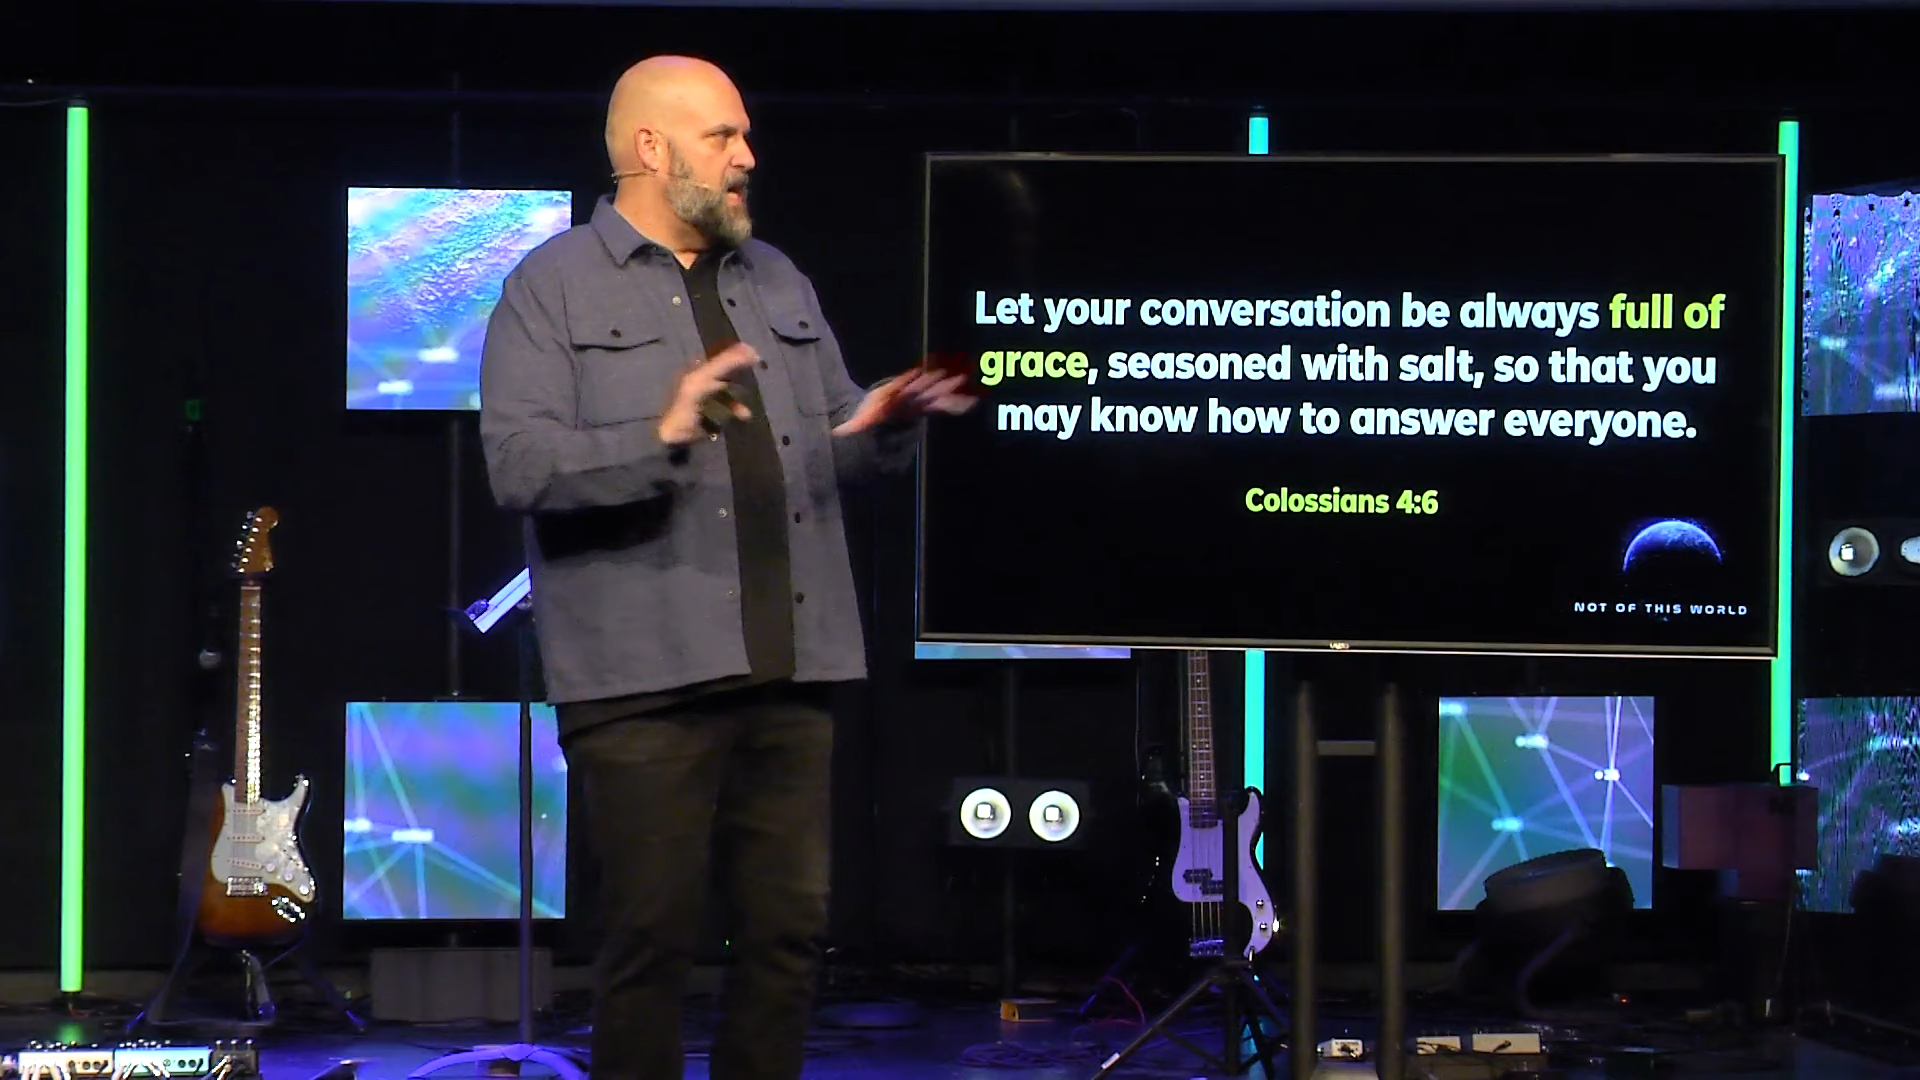 Let your conversation be always full of
grace, seasoned with salt, so that you
may know how to answer everyone.
Colossians 4:6
NOT OF THIS WORLD
VIZIO